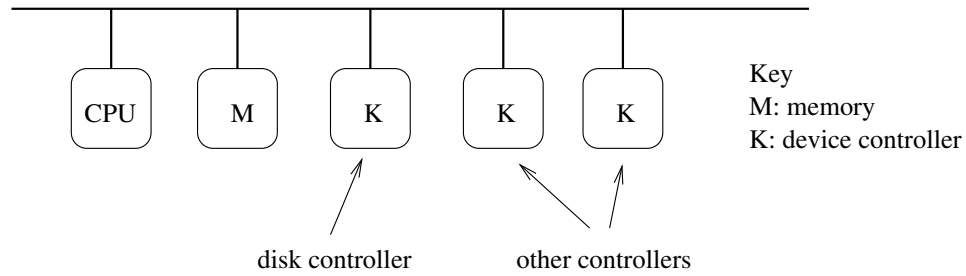 CPU
M
K
K
K
Key
M: memory
K: device controller
disk controller
other controllers